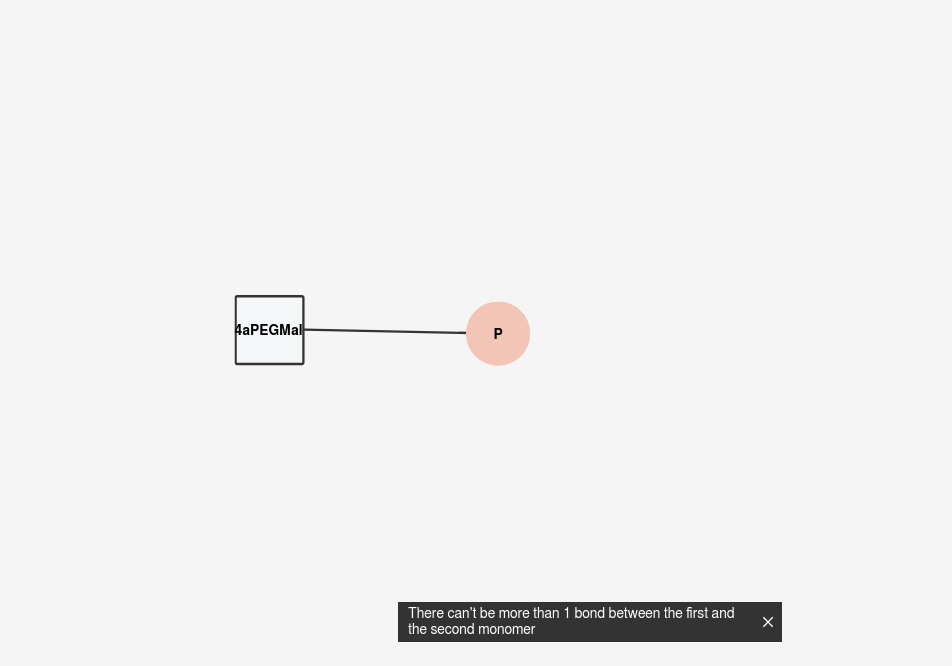 4aPEGMal
P
There can't be more than 1 bond between the first and
the second monomer